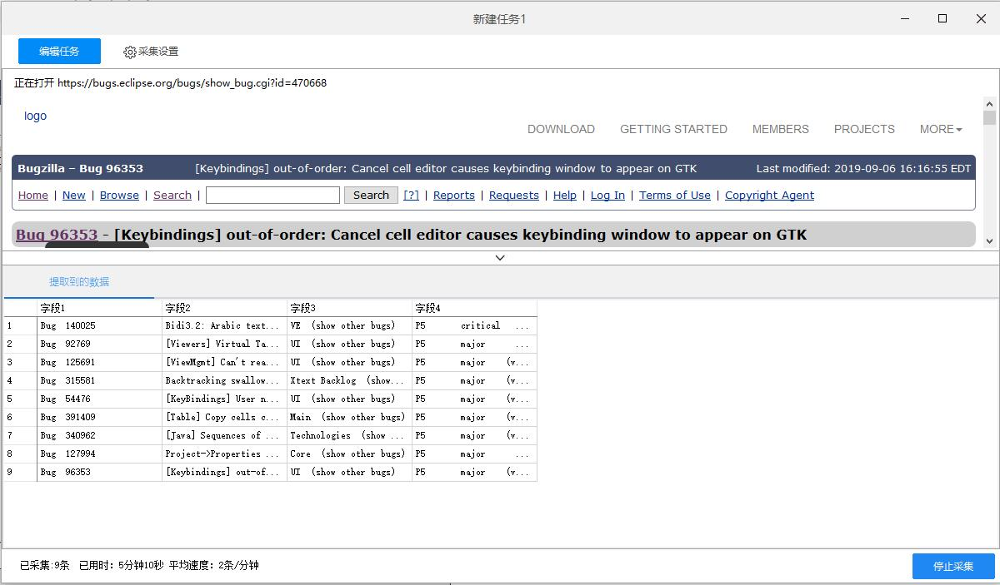 新建任务1
编辑任务 采集设置
正在打开 https://bugs.eclipse.org/bugs/show_bug.cgi?id=470668
logo
DOWNLOAD GETTING STARTED MEMBERS PROJECTS MORE
Bugzilla – Bug 96353 [Keybindings] out-of-order: Cancel cell editor causes keybinding window to appear on GTK Last modified: 2019-09-06 16:16:55 EDT
Home | New | Browse | Search | Search [?] | Reports | Requests | Help | Log In | Terms of Use | Copyright Agent
Bug 96353 - [Keybindings] out-of-order: Cancel cell editor causes keybinding window to appear on GTK
提取到的数据
字段1 字段2 字段3 字段4
1 Bug 140025 Bidi3.2: Arabic text... VE (show other bugs) P5 critical ...
2 Bug 92769 [Viewers] Virtual Ta... UI (show other bugs) P5 major ...
3 Bug 125691 [ViewMgmt] Can't rea... UI (show other bugs) P5 major (v...
4 Bug 315581 Backtracking swallow... Xtext Backlog (show... P5 major (v...
5 Bug 54476 [KeyBindings] User n... UI (show other bugs) P5 major (v...
6 Bug 391409 [Table] Copy cells c... Main (show other bugs) P5 major (v...
7 Bug 340962 [Java] Sequences of ... Technologies (show ... P5 major (v...
8 Bug 127994 Project->Properties ... Core (show other bugs) P5 major ...
9 Bug 96353 [Keybindings] out-of... UI (show other bugs) P5 major (v...
已采集:9条 已用时：5分钟10秒 平均速度：2条/分钟
停止采集